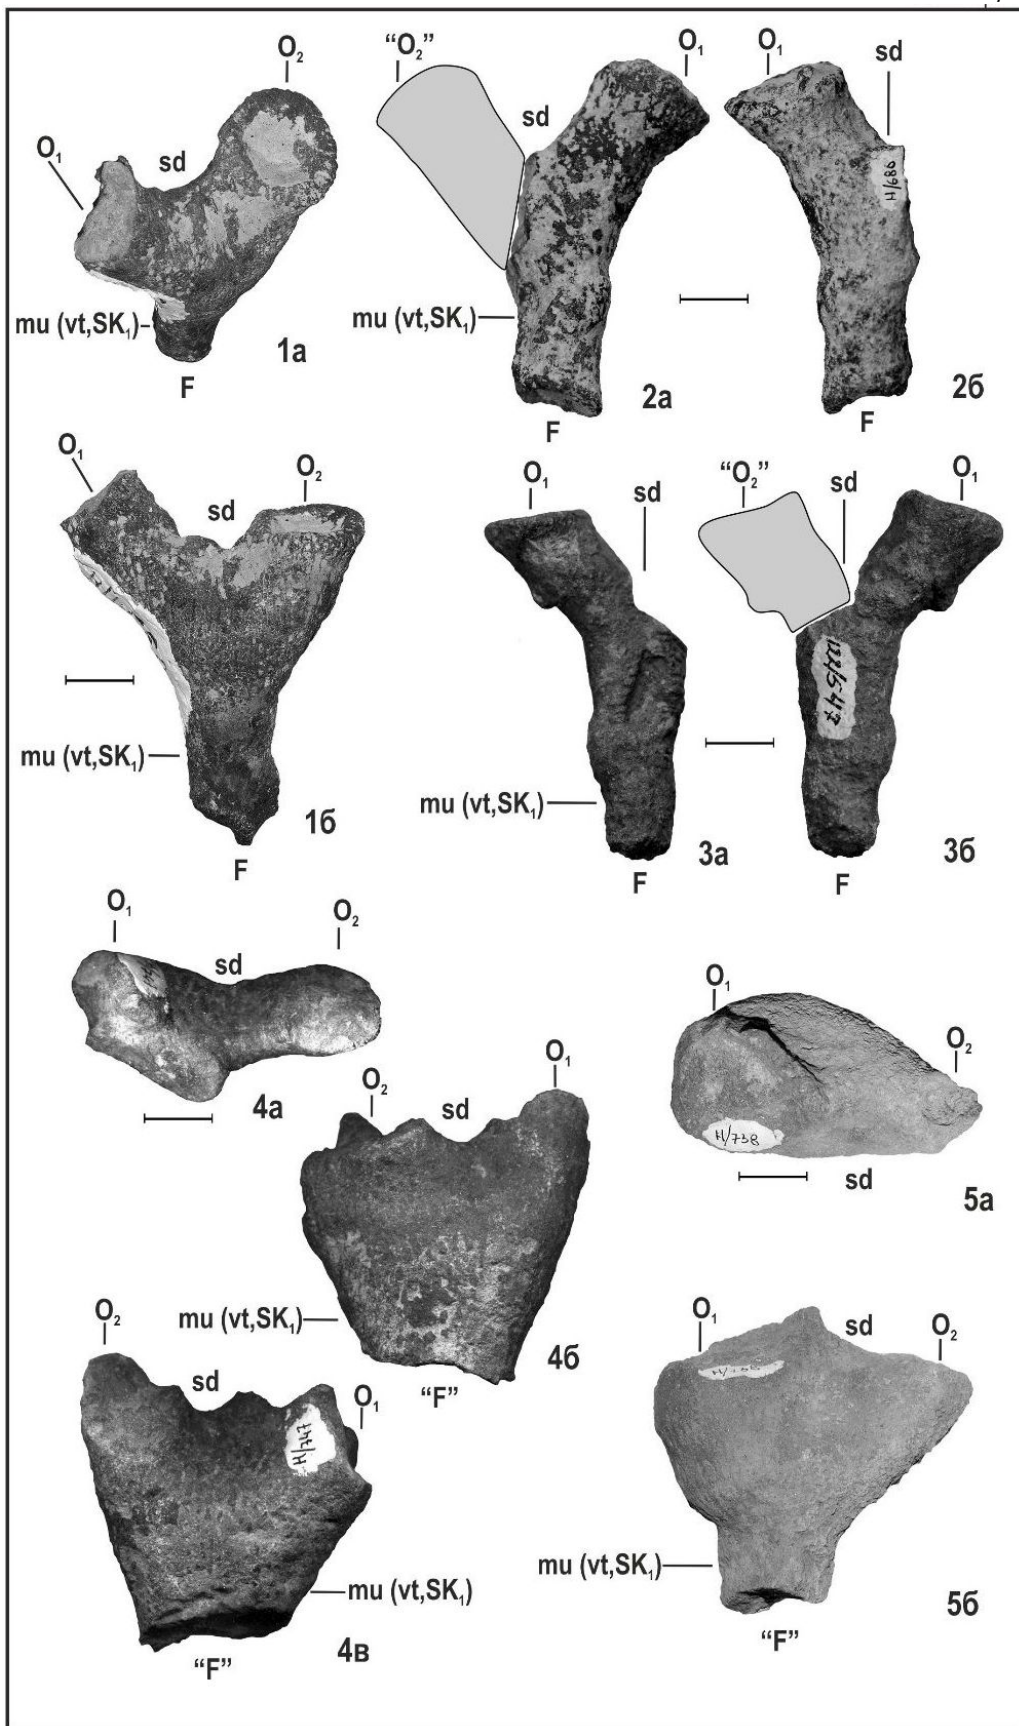 O₂
"O₂"
O₁
O₁
sd
sd
O₁
sd
H/686
mu (vt,SK₁)
mu (vt,SK₁)
1а
F
2а
2б
F
F
O₁
O₂
sd
O₁
sd
"O₂"
sd
O₁
122/5-47
mu (vt,SK₁)
mu (vt,SK₁)
1б
F
3а
3б
F
F
O₁
O₂
sd
4а
O₁
O₂
H/738
sd
5а
O₂
sd
O₁
mu (vt,SK₁)
4б
"F"
O₂
sd
O₁
H/747
mu (vt,SK₁)
4в
"F"
O₁
sd
O₂
mu (vt,SK₁)
5б
"F"